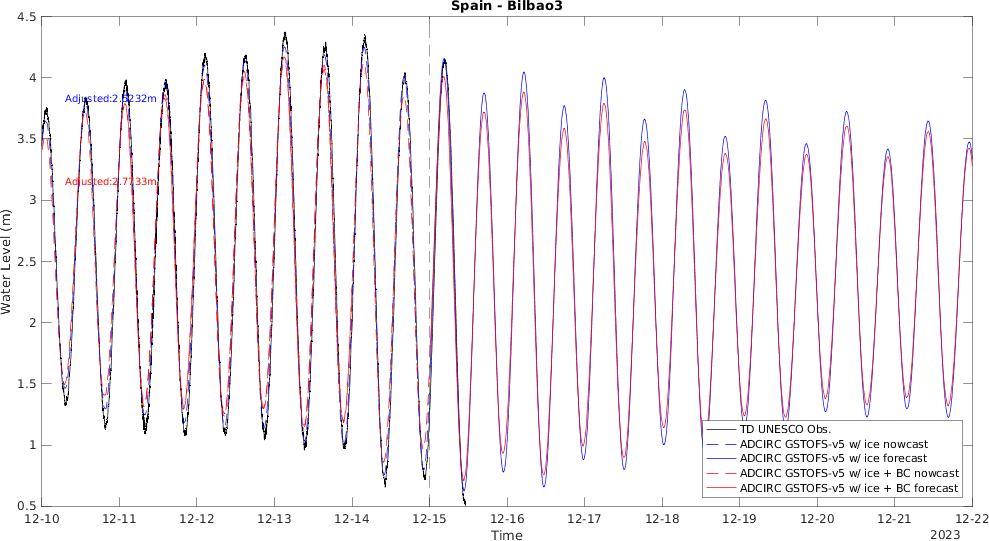 Spain - Bilbao3
4.5
4
3.5
3
2.5
2
1.5
1
0.5
Water Level (m)
Adjusted:2.5232m
Adjusted:2.7733m
TD UNESCO Obs.
ADCIRC GSTOFS-v5 w/ ice nowcast
ADCIRC GSTOFS-v5 w/ ice forecast
ADCIRC GSTOFS-v5 w/ ice + BC nowcast
ADCIRC GSTOFS-v5 w/ ice + BC forecast
12-10 12-11 12-12 12-13 12-14 12-15 12-16 12-17 12-18 12-19 12-20 12-21 12-22
Time
2023